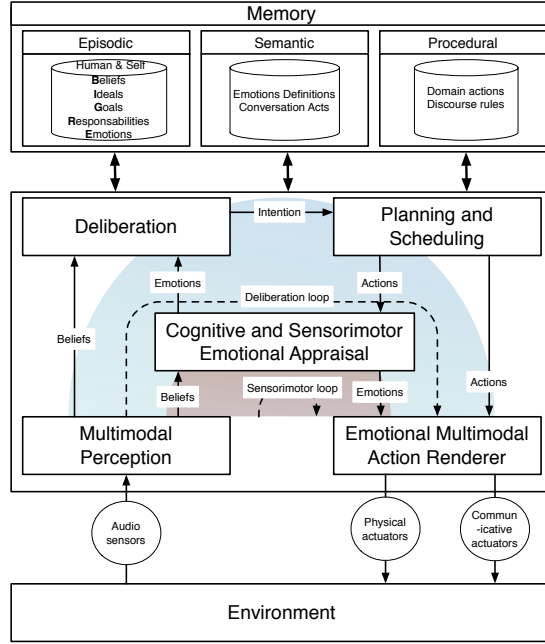 Memory
Episodic
Semantic
Procedural
Human & Self
Beliefs
Ideals
Goals
Responsabilities
Emotions
Emotions Definitions
Conversation Acts
Domain actions
Discourse rules
Deliberation
Intention
Planning and
Scheduling
Emotions
Actions
Deliberation loop
Beliefs
Cognitive and Sensorimotor
Emotional Appraisal
Sensorimotor loop
Beliefs
Emotions
Actions
Multimodal
Perception
Emotional Multimodal
Action Renderer
Audio
sensors
Physical
actuators
Commun
-icative
actuators
Environment